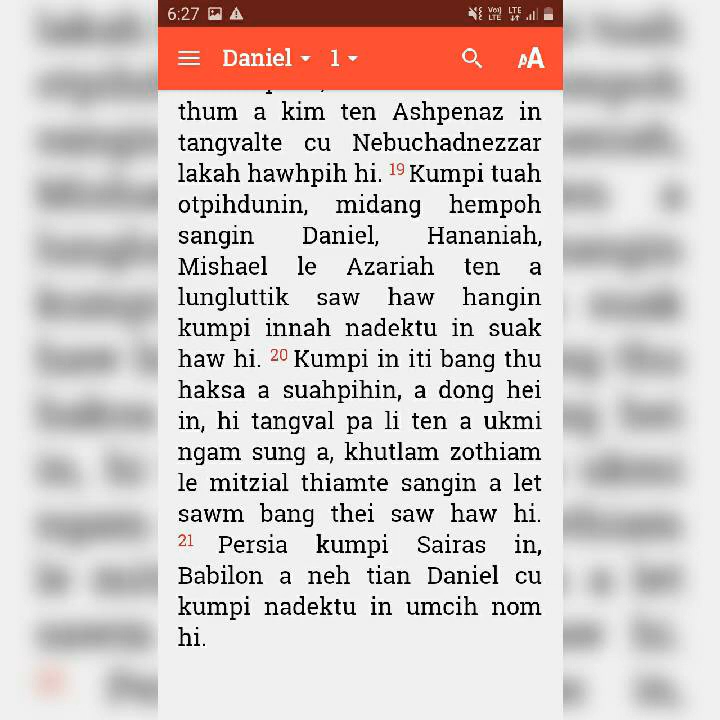 6:27 Vo) LTE LTE
Daniel 1 AA
thum a kim ten Ashpenaz in
tangvalte cu Nebuchadnezzar
lakah hawhpih hi. 19 Kumpi tuah
otpihdunin, midang hempoh
sangin Daniel, Hananiah,
Mishael le Azariah ten a
lungluttik saw haw hangin
kumpi innah nadektu in suak
haw hi. 20 Kumpi in iti bang thu
haksa a suahpihin, a dong hei
in, hi tangval pa li ten a ukmi
ngam sung a, khutlam zothiam
le mitzial thiamte sangin a let
sawm bang thei saw haw hi.
21 Persia kumpi Sairas in,
Babilon a neh tian Daniel cu
kumpi nadektu in umcih nom
hi.